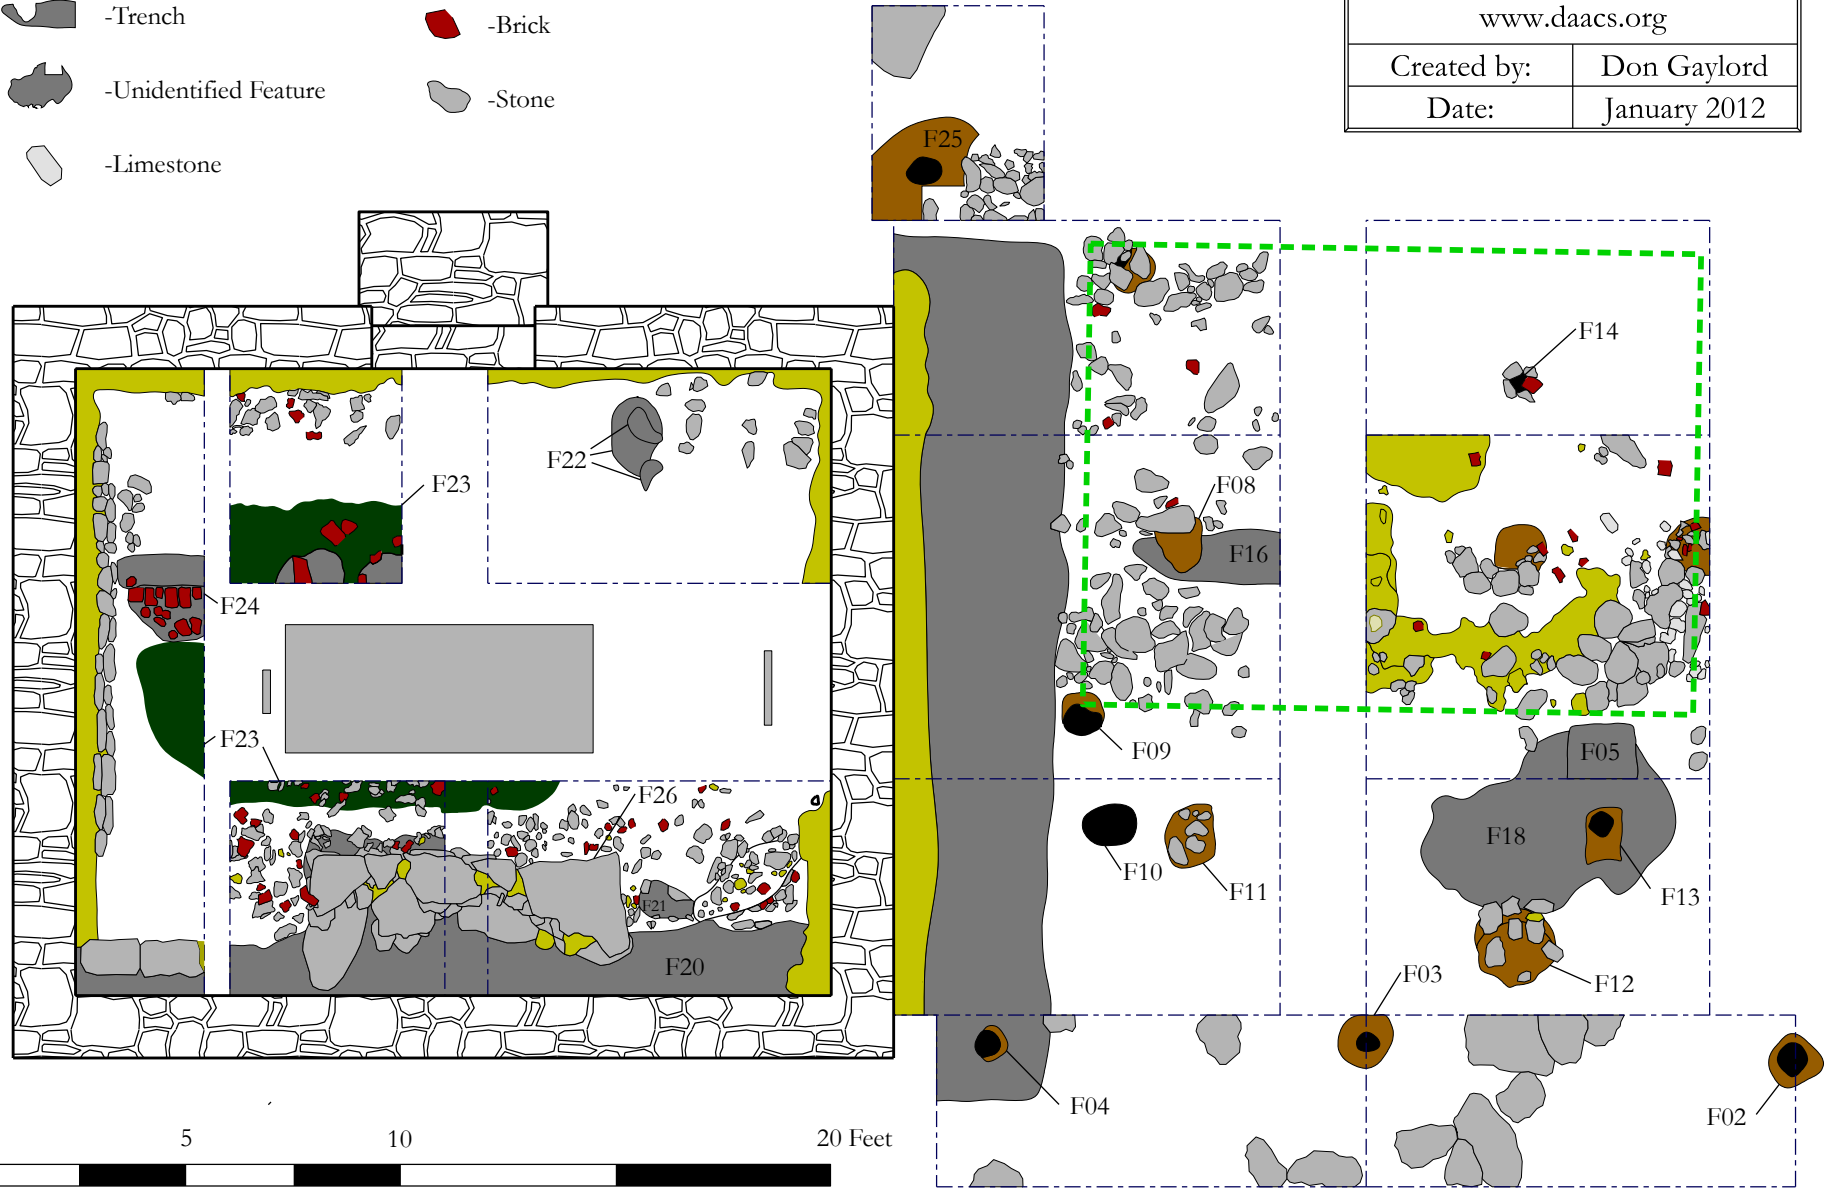 -Trench
-Brick
-Unidentified Feature
-Stone
-Limestone
www.daacs.org
Created by: Don Gaylord
Date: January 2012
F25
F14
F22
F23
F08
F16
F24
F23
F09
F05
F26
F10
F11
F18
F13
F21
F20
F03
F12
F04
F02
5 10 20 Feet